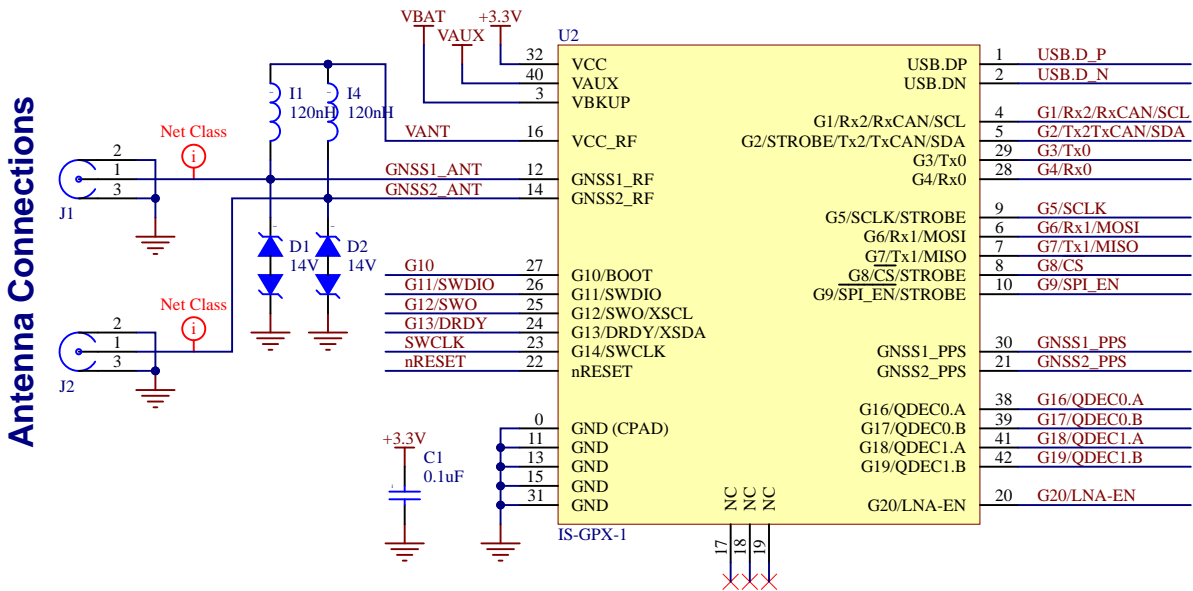 Antenna Connections
VBAT
VAUX
+3.3V
U2
I1
120nH
I4
120nH
VANT
Net Class
i
2
1
3
J1
GNSS1_ANT
GNSS2_ANT
D1
14V
D2
14V
Net Class
i
2
1
3
J2
+3.3V
C1
0.1uF
32 VCC
40 VAUX
3 VBKUP
16 VCC_RF
12 GNSS1_RF
14 GNSS2_RF
G10 27 G10/BOOT
G11/SWDIO 26 G11/SWDIO
G12/SWO 25 G12/SWO/XSCL
G13/DRDY 24 G13/DRDY/XSDA
SWCLK 23 G14/SWCLK
nRESET 22 nRESET
0 GND (CPAD)
11 GND
13 GND
15 GND
31 GND
USB.DP 1 USB.D_P
USB.DN 2 USB.D_N
G1/Rx2/RxCAN/SCL 4 G1/Rx2/RxCAN/SCL
G2/STROBE/Tx2/TxCAN/SDA 5 G2/Tx2TxCAN/SDA
G3/Tx0 29 G3/Tx0
G4/Rx0 28 G4/Rx0
G5/SCLK/STROBE 9 G5/SCLK
G6/Rx1/MOSI 6 G6/Rx1/MOSI
G7/Tx1/MISO 7 G7/Tx1/MISO
G8/CS/STROBE 8 G8/CS
G9/SPI_EN/STROBE 10 G9/SPI_EN
GNSS1_PPS 30 GNSS1_PPS
GNSS2_PPS 21 GNSS2_PPS
G16/QDEC0.A 38 G16/QDEC0.A
G17/QDEC0.B 39 G17/QDEC0.B
G18/QDEC1.A 41 G18/QDEC1.A
G19/QDEC1.B 42 G19/QDEC1.B
G20/LNA-EN 20 G20/LNA-EN
NC
NC
NC
17
18
19
IS-GPX-1